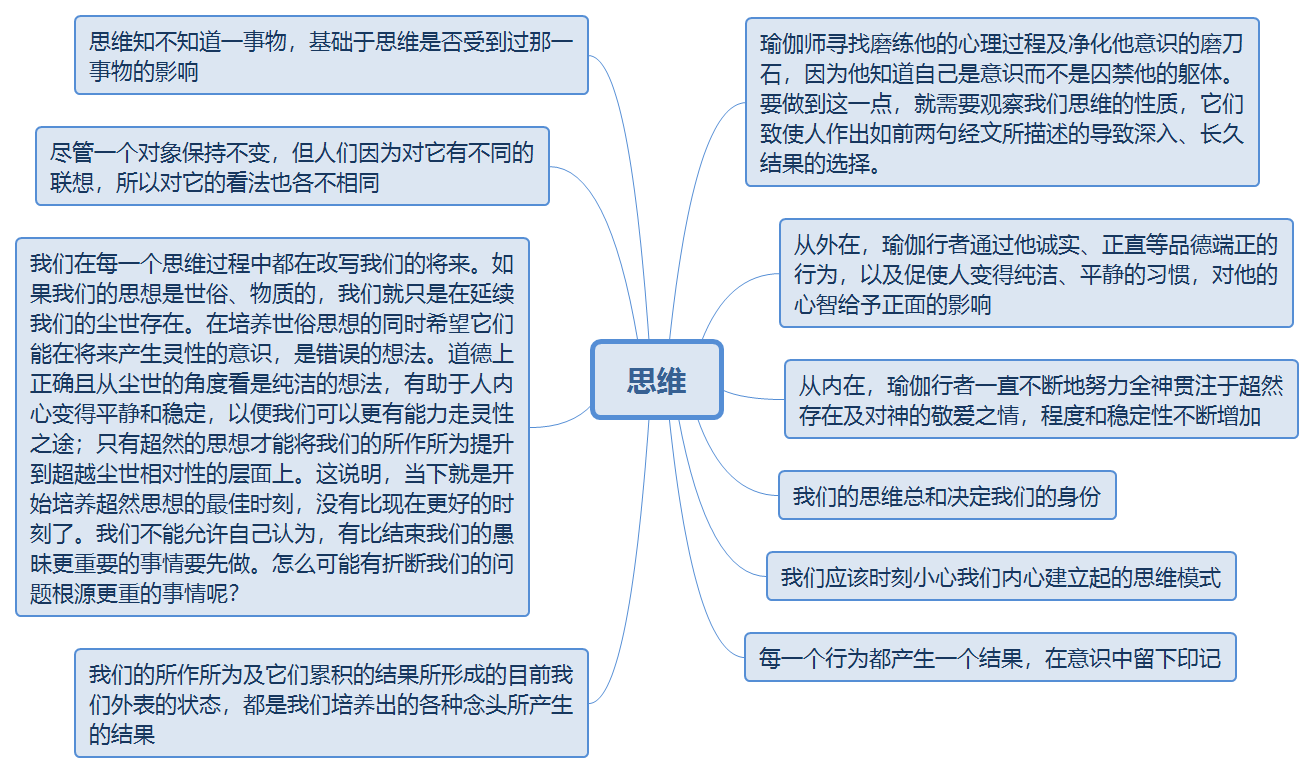 思维
瑜伽师寻找磨练他的心理过程及净化他意识的磨刀
石，因为他知道自己是意识而不是囚禁他的躯体。
要做到这一点，就需要观察我们思维的性质，它们
致使人作出如前两句经文所描述的导致深入、长久
结果的选择。
从外在，瑜伽行者通过他诚实、正直等品德端正的
行为，以及促使人变得纯洁、平静的习惯，对他的
心智给予正面的影响
从内在，瑜伽行者一直不断地努力全神贯注于超然
存在及对神的敬爱之情，程度和稳定性不断增加
我们的思维总和决定我们的身份
我们应该时刻小心我们内心建立起的思维模式
每一个行为都产生一个结果，在意识中留下印记
思维知不知道一事物，基础于思维是否受到过那一
事物的影响
尽管一个对象保持不变，但人们因为对它有不同的
联想，所以对它的看法也各不相同
我们在每一个思维过程中都在改写我们的将来。如
果我们的思想是世俗、物质的，我们就只是在延续
我们的尘世存在。在培养世俗思想的同时希望它们
能在将来产生灵性的意识，是错误的想法。道德上
正确且从尘世的角度看是纯洁的想法，有助于人内
心变得平静和稳定，以便我们可以更有能力走灵性
之途；只有超然的思想才能将我们的所作所为提升
到超越尘世相对性的层面上。这说明，当下就是开
始培养超然思想的最佳时刻，没有比现在更好的时
刻了。我们不能允许自己认为，有比结束我们的愚
昧更重要的事情要先做。怎么可能有折断我们的问
题根源更重的事情呢？
我们的所作所为及它们累积的结果所形成的目前我
们外表的状态，都是我们培养出的各种念头所产生
的结果